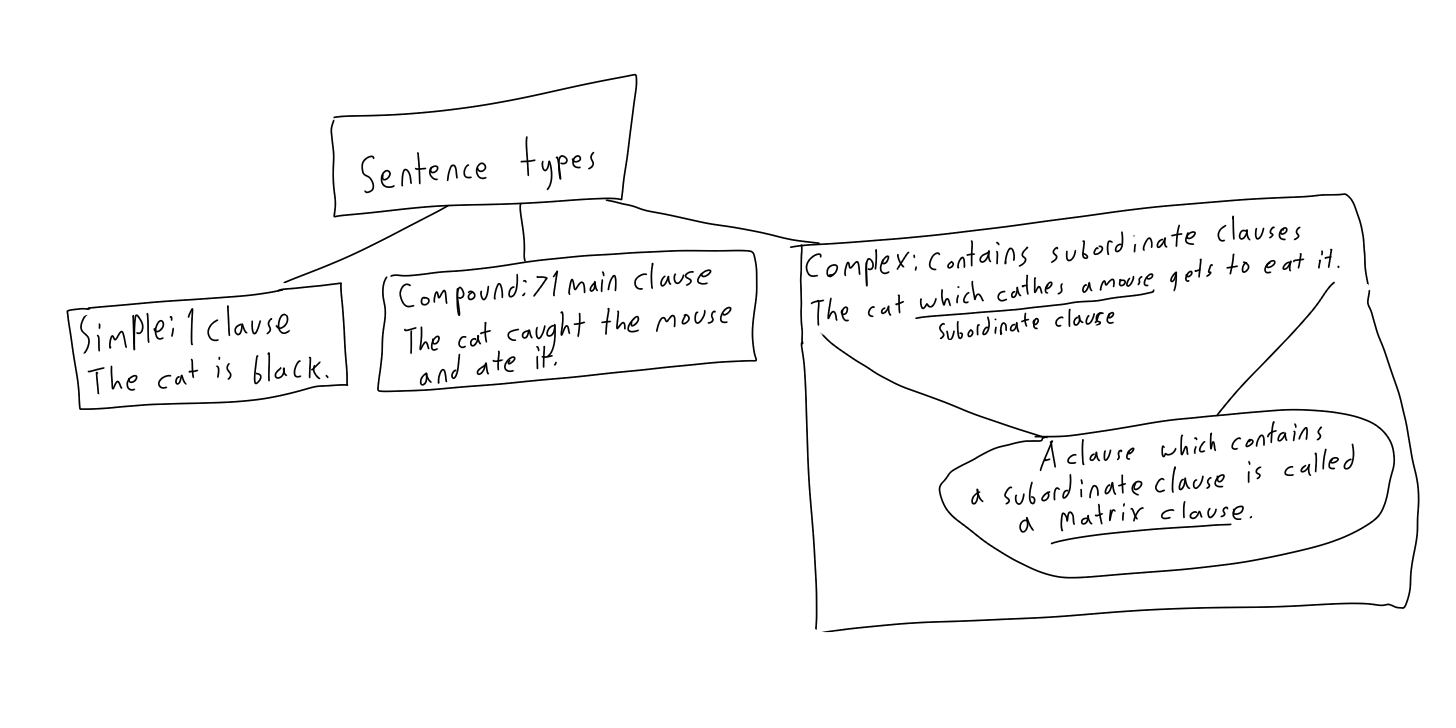 Sentence types
Simple: 1 clause
The cat is black.
Compound: >1 main clause
The cat caught the mouse
and ate it.
Complex: contains subordinate clauses
The cat which cathes a mouse gets to eat it.
subordinate clause
A clause which contains
a subordinate clause is called
a matrix clause.